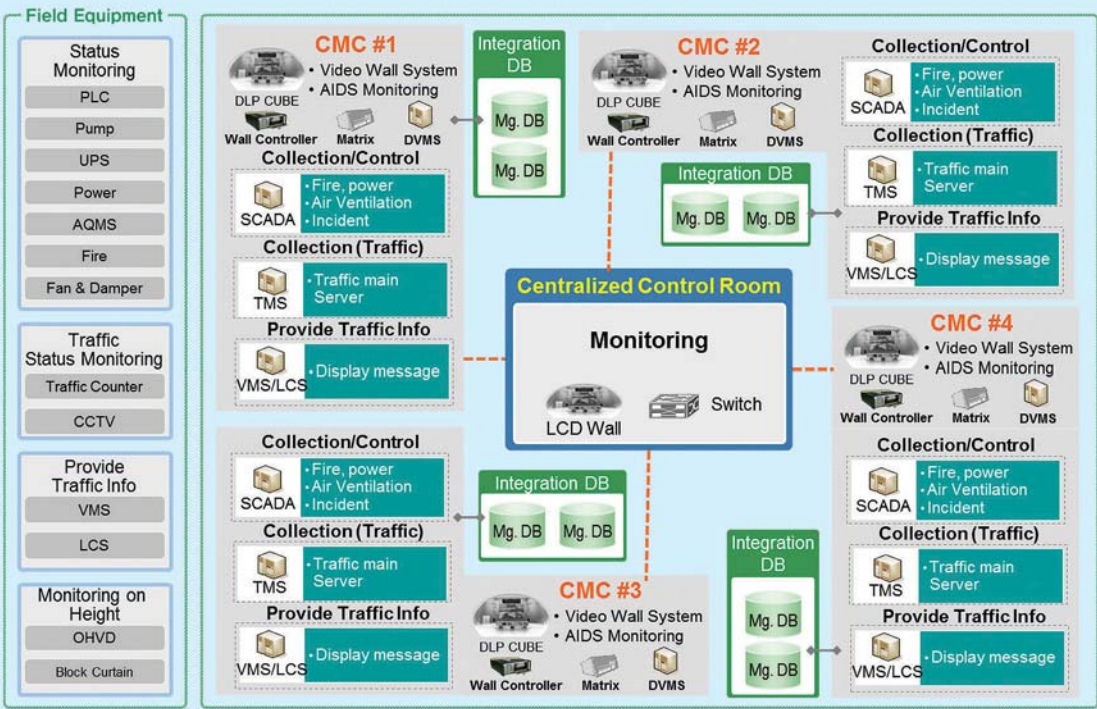 Field Equipment
Status
Monitoring
PLC
Pump
UPS
Power
AQMS
Fire
Fan & Damper
Traffic
Status Monitoring
Traffic Counter
CCTV
Provide
Traffic Info
VMS
LCS
Monitoring on
Height
OHVD
Block Curtain
CMC #1
• Video Wall System
• AIDS Monitoring
DLP CUBE
Wall Controller
Matrix
DVMS
Collection/Control
SCADA
• Fire, power
• Air Ventilation
• Incident
Collection (Traffic)
TMS
• Traffic main
Server
Provide Traffic Info
VMS/LCS
• Display message
Integration
DB
Mg. DB
Mg. DB
CMC #2
• Video Wall System
• AIDS Monitoring
DLP CUBE
Wall Controller
Matrix
DVMS
Collection/Control
SCADA
• Fire, power
• Air Ventilation
• Incident
Collection (Traffic)
TMS
• Traffic main
Server
Provide Traffic Info
VMS/LCS
• Display message
Integration DB
Mg. DB
Mg. DB
Centralized Control Room
Monitoring
LCD Wall
Switch
Collection/Control
SCADA
• Fire, power
• Air Ventilation
• Incident
Collection (Traffic)
TMS
• Traffic main
Server
Provide Traffic Info
VMS/LCS
• Display message
Integration DB
Mg. DB
Mg. DB
CMC #3
• Video Wall System
• AIDS Monitoring
DLP CUBE
Wall Controller
Matrix
DVMS
CMC #4
• Video Wall System
• AIDS Monitoring
DLP CUBE
Wall Controller
Matrix
DVMS
Collection/Control
SCADA
• Fire, power
• Air Ventilation
• Incident
Collection (Traffic)
TMS
• Traffic main
Server
Provide Traffic Info
VMS/LCS
• Display message
Integration
DB
Mg. DB
Mg. DB